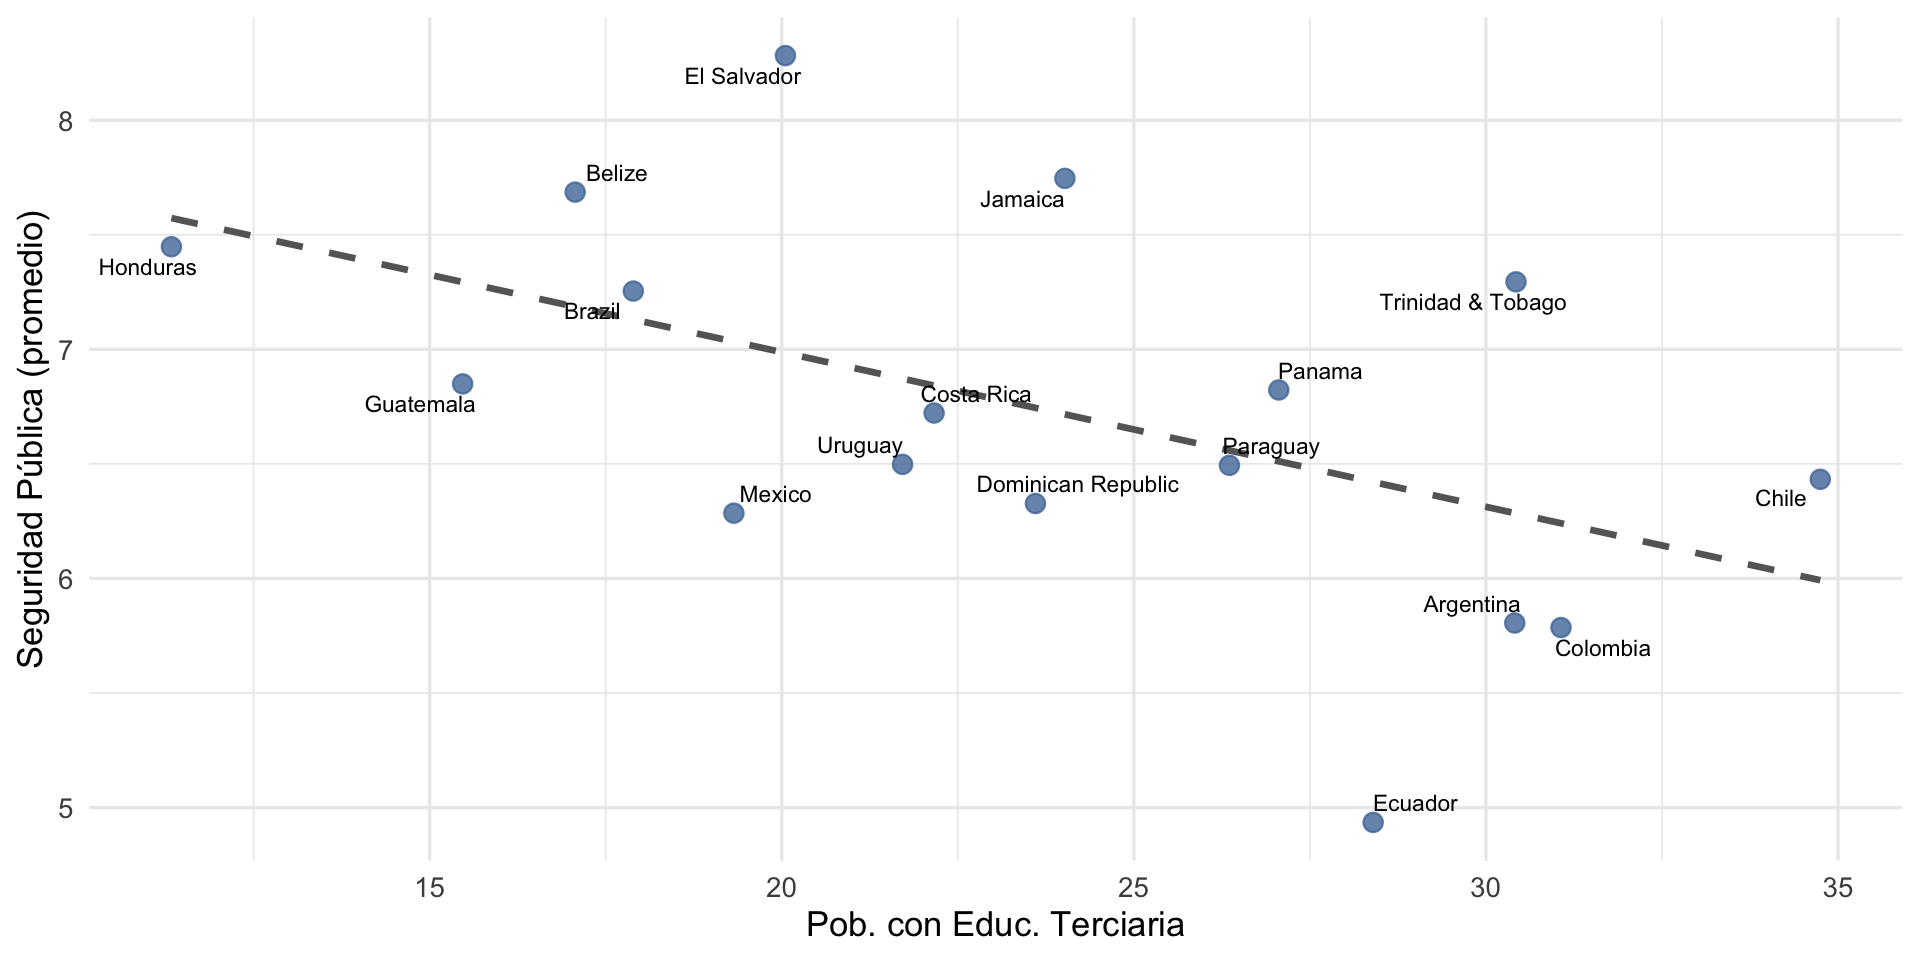 El Salvador
8
Belize
Jamaica
Honduras
Trinidad & Tobago
Brazil
7
Panama
Guatemala
Costa Rica
Uruguay
Paraguay
Dominican Republic
Mexico
Chile
6
Argentina
Colombia
Ecuador
5
Seguridad Pública (promedio)
15
20
25
30
35
Pob. con Educ. Terciaria